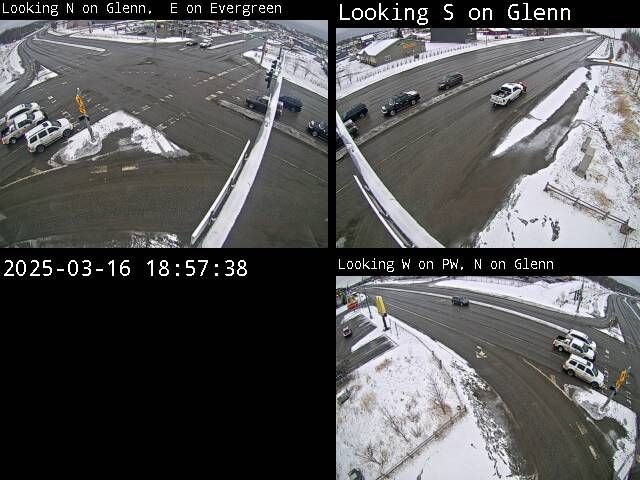 Looking N on Glenn,  E on Evergreen
Looking S on Glenn
2025-03-16 18:57:38
Looking W on PW, N on Glenn